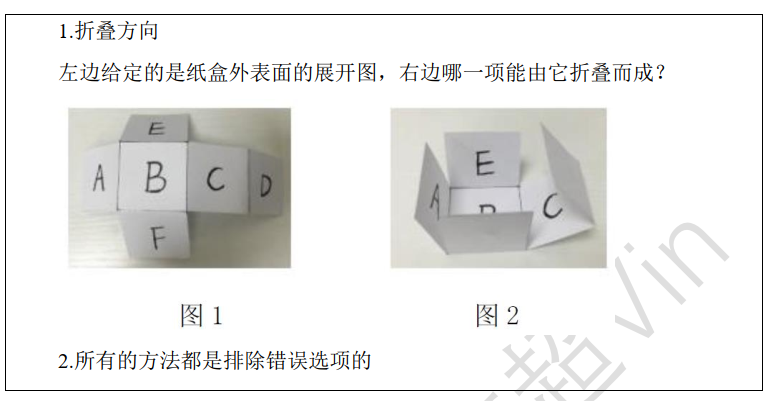 1.折叠方向
左边给定的是纸盒外表面的展开图，右边哪一项能由它折叠而成？
E
A B C D
F
E
A C
图 1
图 2
2.所有的方法都是排除错误选项的
超 Vin